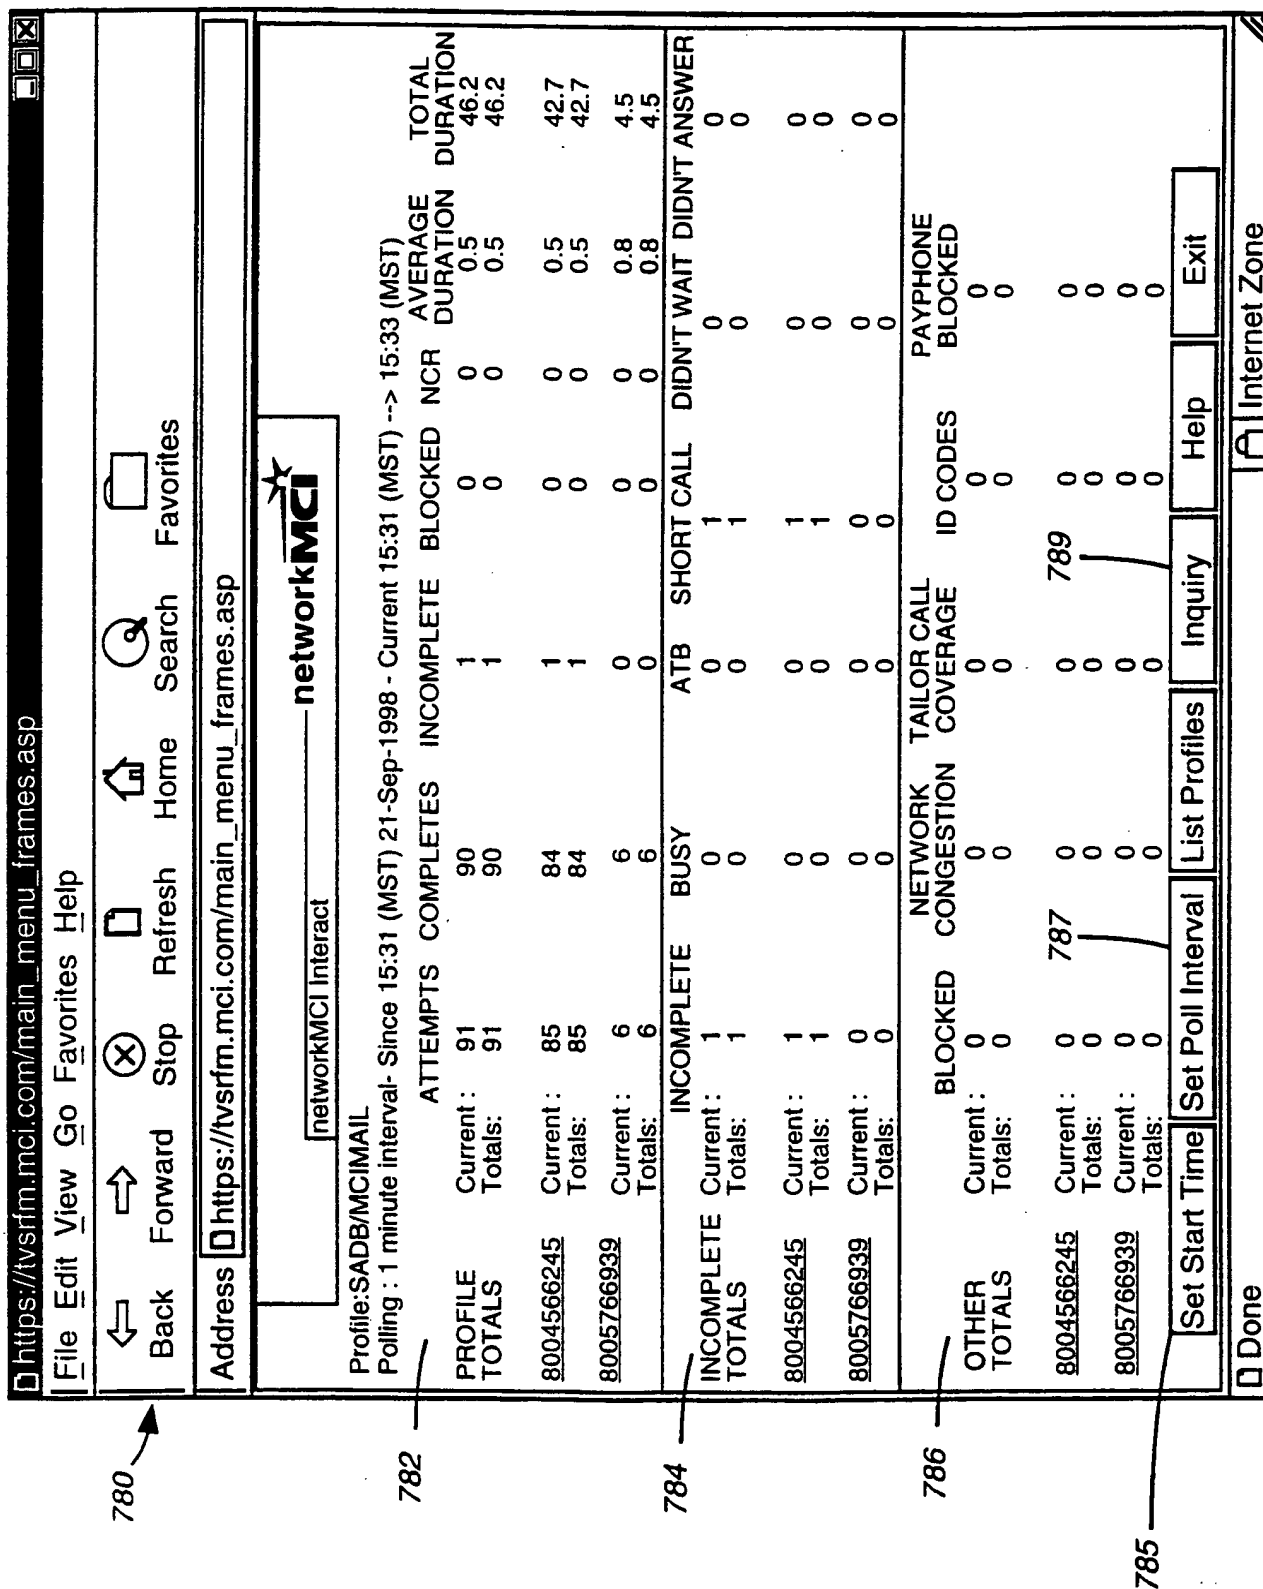 https://tvsrfm.mci.com/main_menu_frames.asp
File Edit View Go Favorites Help
Back Forward Stop Refresh Home Search Favorites
Address https://tvsrfm.mci.com/main_menu_frames.asp
networkMCI Interact networkMCI
Profile:SADB/MCIMAIL
Polling : 1 minute interval- Since 15:31 (MST) 21-Sep-1998 - Current 15:31 (MST) --> 15:33 (MST)
ATTEMPTS COMPLETES INCOMPLETE BLOCKED NCR AVERAGE DURATION TOTAL DURATION
PROFILE TOTALS
Current : 91 90 1 0 0 0.5 46.2
Totals: 91 90 1 0 0 0.5 46.2
8004566245
Current : 85 84 1 0 0 0.5 42.7
Totals: 85 84 1 0 0 0.5 42.7
8005766939
Current : 6 6 0 0 0 0.8 4.5
Totals: 6 6 0 0 0 0.8 4.5
INCOMPLETE BUSY ATB SHORT CALL DIDN'T WAIT DIDN'T ANSWER
INCOMPLETE TOTALS
Current : 1 0 0 1 0 0
Totals: 1 0 0 1 0 0
8004566245
Current : 1 0 0 1 0 0
Totals: 1 0 0 1 0 0
8005766939
Current : 0 0 0 0 0 0
Totals: 0 0 0 0 0 0
BLOCKED NETWORK CONGESTION TAILOR CALL COVERAGE ID CODES PAYPHONE BLOCKED
OTHER TOTALS
Current : 0 0 0 0 0
Totals: 0 0 0 0 0
8004566245
Current : 0 0 0 0 0
Totals: 0 0 0 0 0
8005766939
Current : 0 0 0 0 0
Totals: 0 0 0 0 0
Set Start Time Set Poll Interval List Profiles Inquiry Help Exit
Done Internet Zone
780
782
784
786
785
787
789